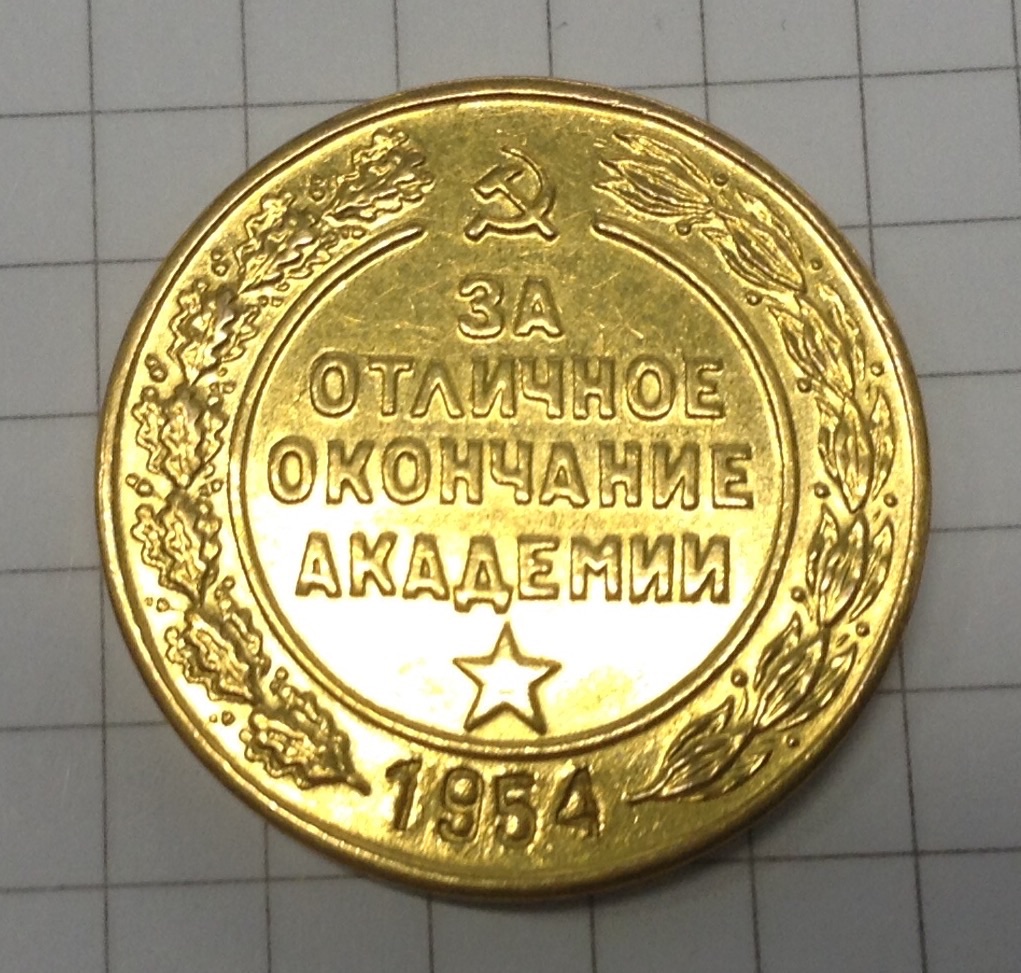 ЗА
ОТЛИЧНОЕ
ОКОНЧАНИЕ
АКАДЕМИИ
1954